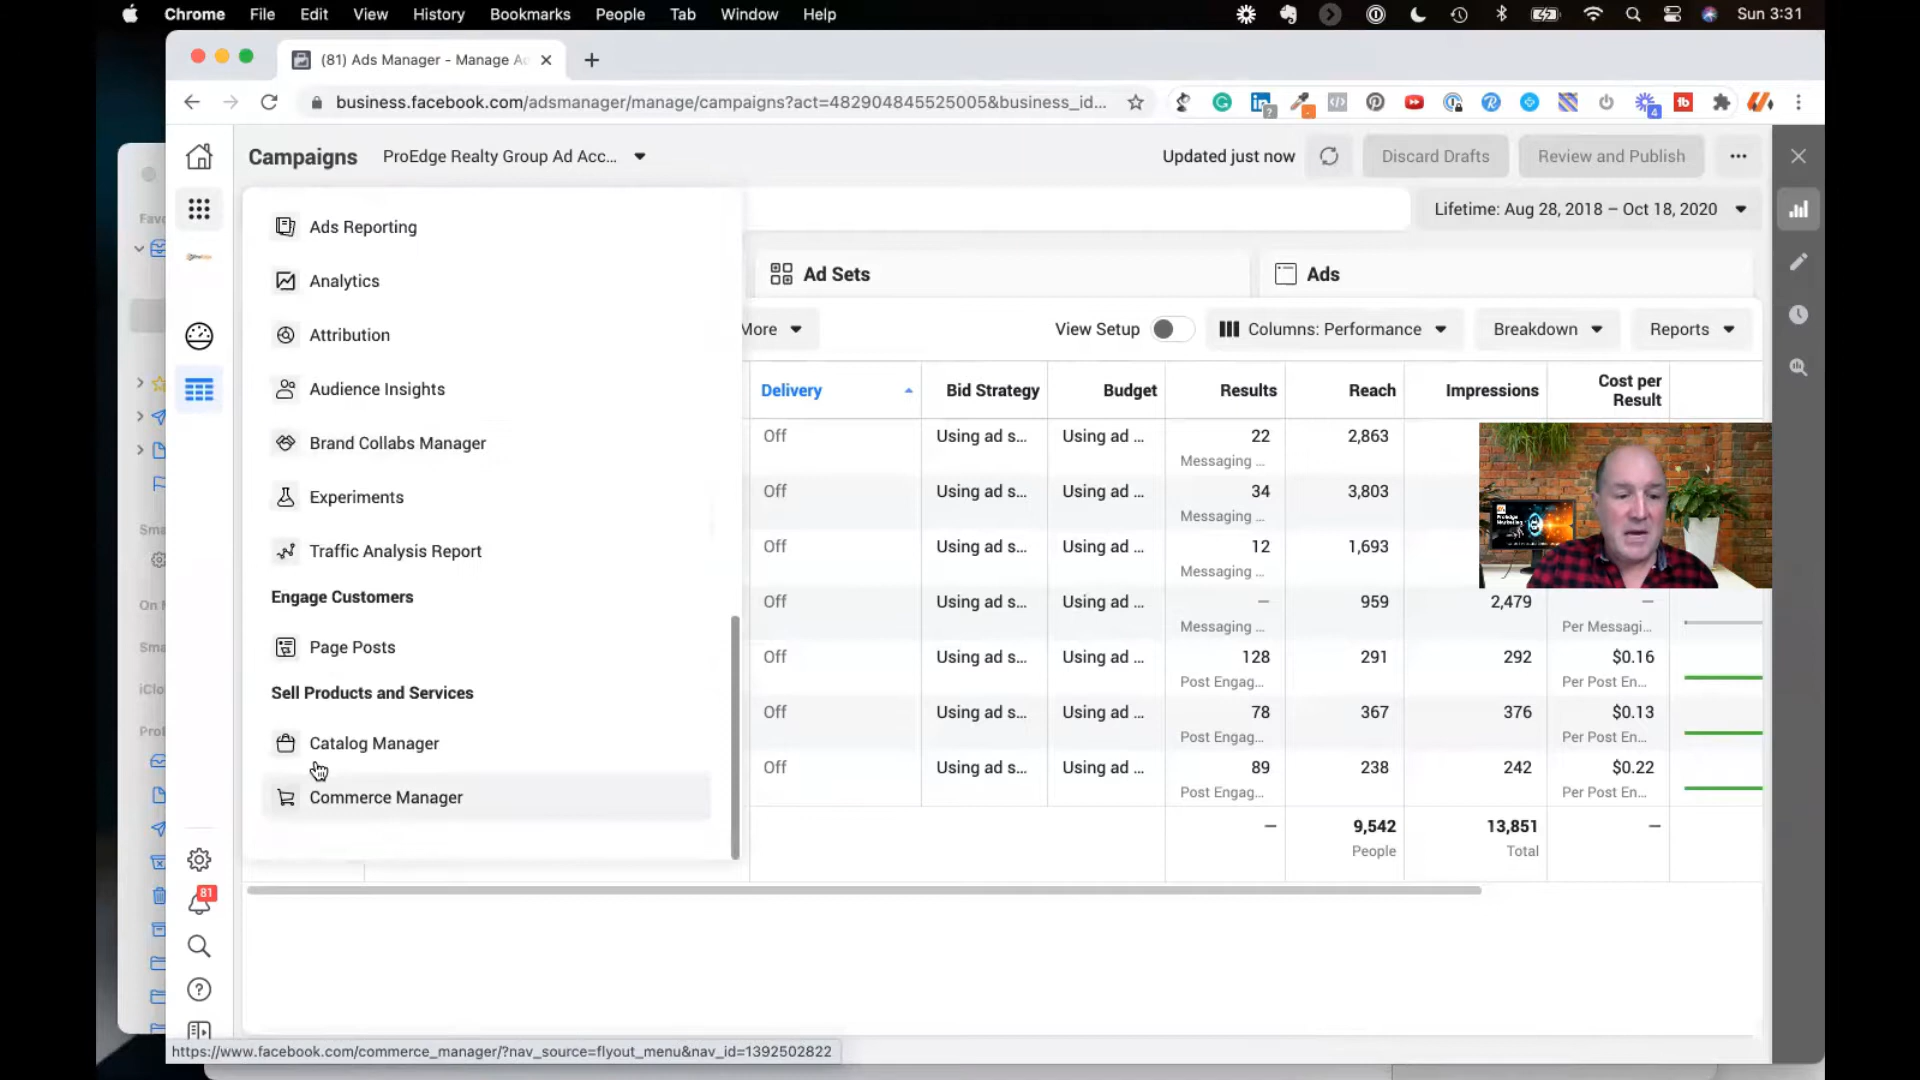 Chrome File Edit View History Bookmarks People Tab Window Help Sun 3:31
(81) Ads Manager - Manage Ad
business.facebook.com/adsmanager/manage/campaigns?act=482904845525005&business_id...
Campaigns ProEdge Realty Group Ad Acc... Updated just now Discard Drafts Review and Publish
Lifetime: Aug 28, 2018 – Oct 18, 2020
Ads Reporting
Analytics
Attribution
Audience Insights
Brand Collabs Manager
Experiments
Traffic Analysis Report
Engage Customers
Page Posts
Sell Products and Services
Catalog Manager
Commerce Manager
81
Ad Sets Ads
More View Setup Columns: Performance Breakdown Reports
Delivery Bid Strategy Budget Results Reach Impressions Cost per Result
Off Using ad s... Using ad ... 22 2,863
Messaging ...
Off Using ad s... Using ad ... 34 3,803
Messaging ...
Off Using ad s... Using ad ... 12 1,693
Messaging ...
Off Using ad s... Using ad ... — 959 2,479 —
Messaging ... Per Messagi...
Off Using ad s... Using ad ... 128 291 292 $0.16
Post Engag... Per Post En...
Off Using ad s... Using ad ... 78 367 376 $0.13
Post Engag... Per Post En...
Off Using ad s... Using ad ... 89 238 242 $0.22
Post Engag... Per Post En...
— 9,542 13,851 —
People Total
https://www.facebook.com/commerce_manager/?nav_source=flyout_menu&nav_id=1392502822